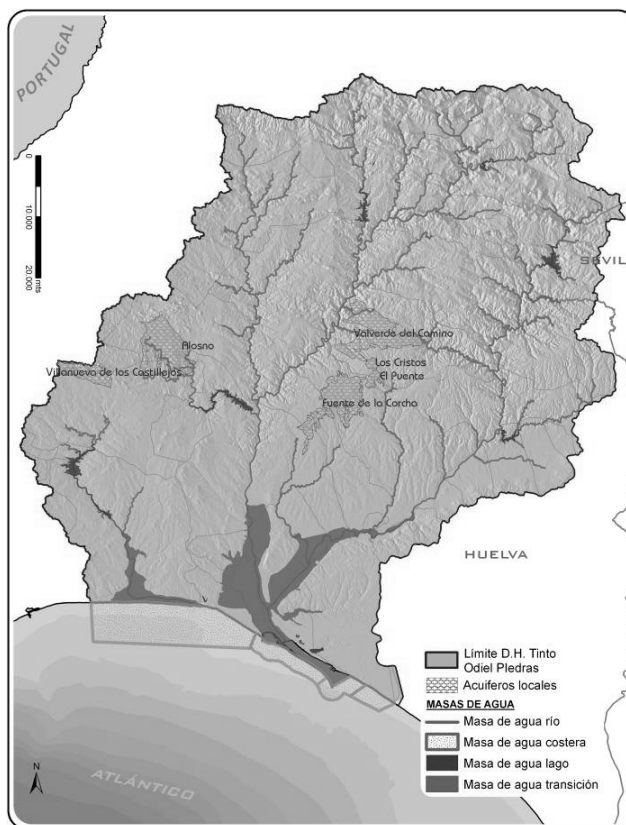 PORTUGAL
0
10.000
20.000
mts
SEVIL
Valverde del Camino
Alosno
Los Cristos
El Puente
Villanueva de los Castillejos
Fuente de la Corcha
HUELVA
Límite D.H. Tinto
Odiel Piedras
Acuíferos locales
MASAS DE AGUA
Masa de agua río
Masa de agua costera
Masa de agua lago
Masa de agua transición
N
ATLÁNTICO